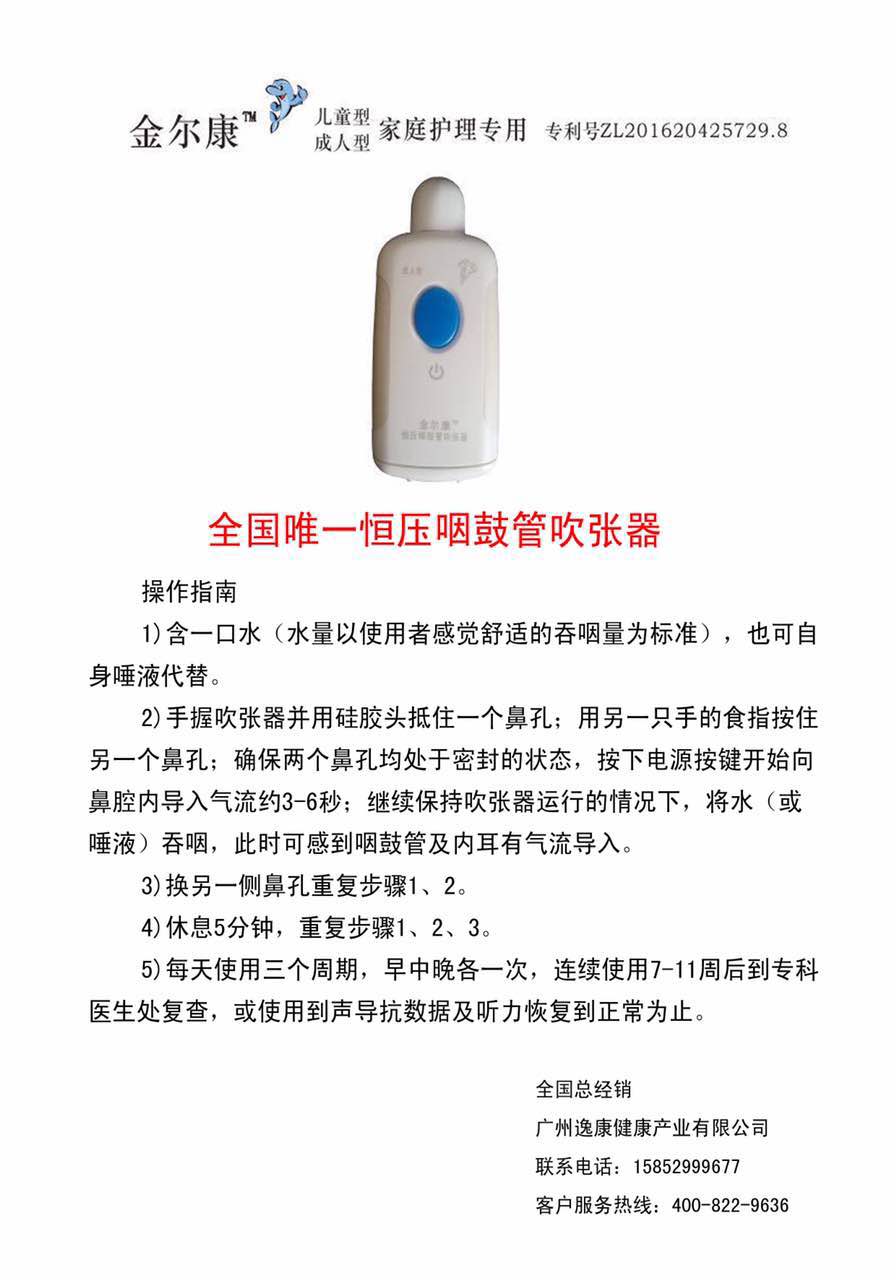 金尔康™
儿童型
成人型
家庭护理专用
专利号ZL201620425729.8
成人型
金尔康™
恒压咽鼓管吹张器
全国唯一恒压咽鼓管吹张器
操作指南
1)含一口水（水量以使用者感觉舒适的吞咽量为标准），也可自
身唾液代替。
2)手握吹张器并用硅胶头抵住一个鼻孔；用另一只手的食指按住
另一个鼻孔；确保两个鼻孔均处于密封的状态，按下电源按键开始向
鼻腔内导入气流约3-6秒；继续保持吹张器运行的情况下，将水（或
唾液）吞咽，此时可感到咽鼓管及内耳有气流导入。
3)换另一侧鼻孔重复步骤1、2。
4)休息5分钟，重复步骤1、2、3。
5)每天使用三个周期，早中晚各一次，连续使用7-11周后到专科
医生处复查，或使用到声导抗数据及听力恢复到正常为止。
全国总经销
广州逸康健康产业有限公司
联系电话：15852999677
客户服务热线：400-822-9636